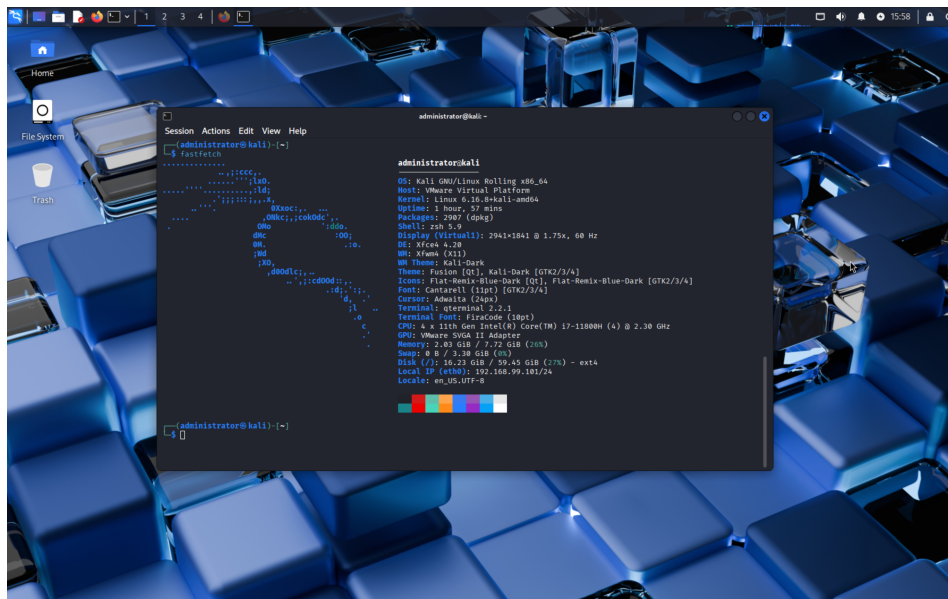 1 2 3 4
15:58
Home
File System
Trash
administrator@kali: ~
Session Actions Edit View Help
┌──(administrator㉿kali)-[~]
└─$ fastfetch
administrator@kali
OS: Kali GNU/Linux Rolling x86_64
Host: VMware Virtual Platform
Kernel: Linux 6.16.8+kali-amd64
Uptime: 1 hour, 57 mins
Packages: 2907 (dpkg)
Shell: zsh 5.9
Display (Virtual1): 2941×1841 @ 1.75x, 60 Hz
DE: Xfce4 4.20
WM: Xfwm4 (X11)
WM Theme: Kali-Dark
Theme: Fusion [Qt], Kali-Dark [GTK2/3/4]
Icons: Flat-Remix-Blue-Dark [Qt], Flat-Remix-Blue-Dark [GTK2/3/4]
Font: Cantarell (11pt) [GTK2/3/4]
Cursor: Adwaita (24px)
Terminal: qterminal 2.2.1
Terminal Font: FiraCode (10pt)
CPU: 4 x 11th Gen Intel(R) Core(TM) i7-11800H (4) @ 2.30 GHz
GPU: VMware SVGA II Adapter
Memory: 2.03 GiB / 7.72 GiB (26%)
Swap: 0 B / 3.30 GiB (0%)
Disk (/): 16.23 GiB / 59.45 GiB (27%) - ext4
Local IP (eth0): 192.168.99.101/24
Locale: en_US.UTF-8
┌──(administrator㉿kali)-[~]
└─$